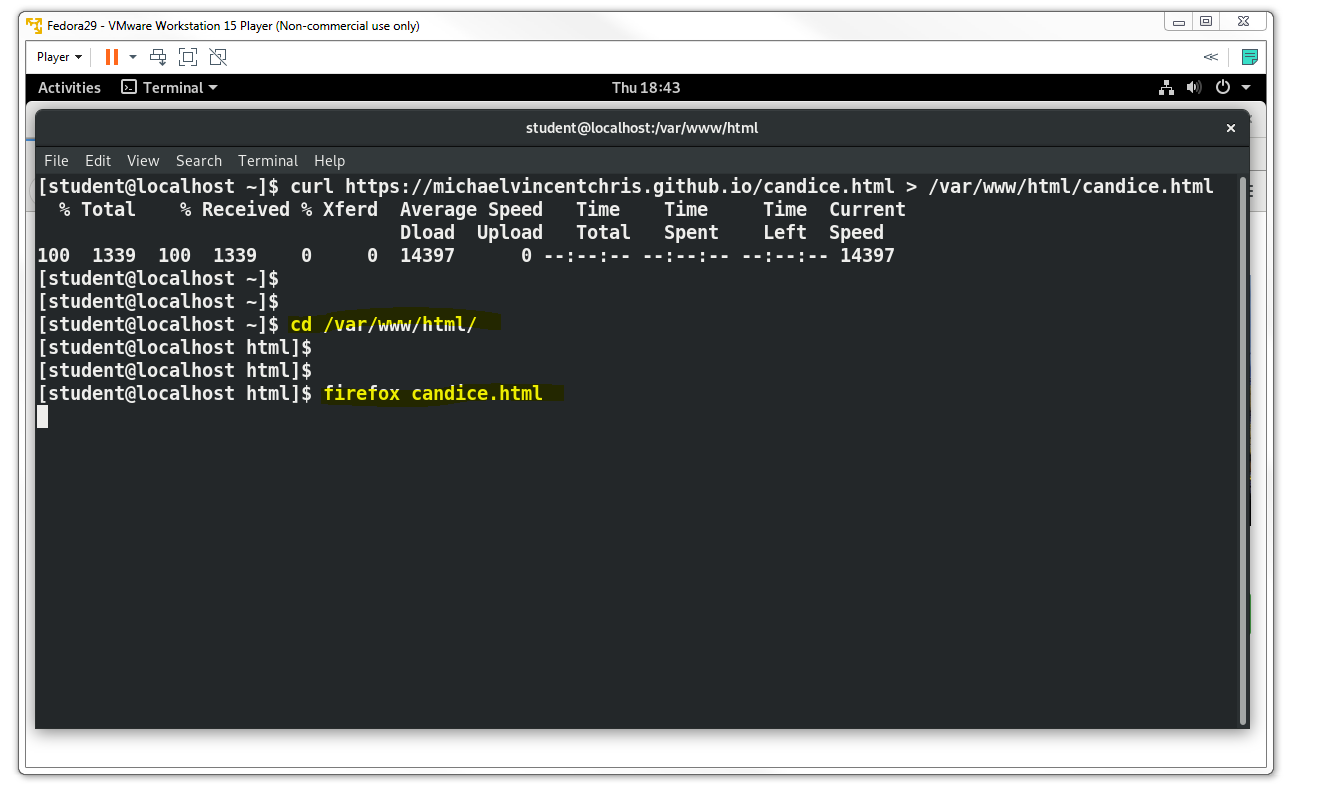 Fedora29 - VMware Workstation 15 Player (Non-commercial use only)
Player
Activities Terminal Thu 18:43
student@localhost:/var/www/html
File Edit View Search Terminal Help
[student@localhost ~]$ curl https://michaelvincentchris.github.io/candice.html > /var/www/html/candice.html
  % Total    % Received % Xferd  Average Speed   Time    Time     Time  Current
                                 Dload  Upload   Total   Spent    Left  Speed
100  1339  100  1339    0     0  14397      0 --:--:-- --:--:-- --:--:-- 14397
[student@localhost ~]$
[student@localhost ~]$
[student@localhost ~]$ cd /var/www/html/
[student@localhost html]$
[student@localhost html]$
[student@localhost html]$ firefox candice.html